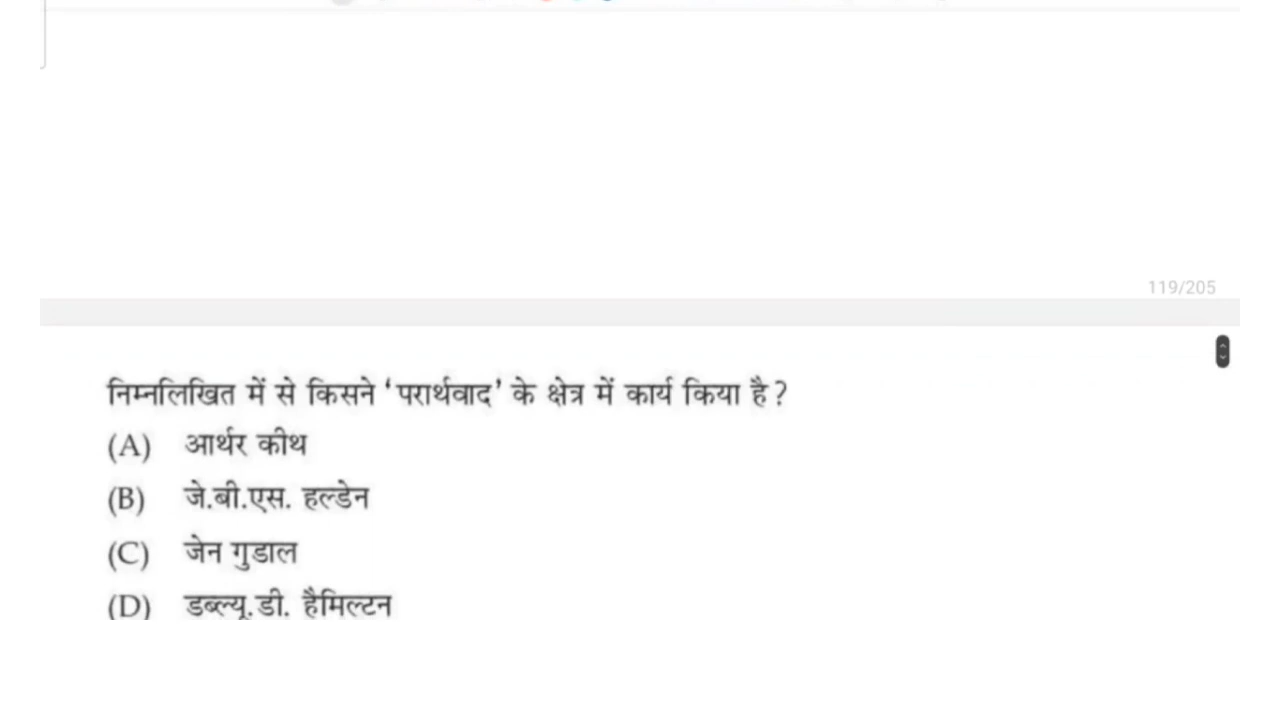 119/205
निम्नलिखित में से किसने ‘परार्थवाद’ के क्षेत्र में कार्य किया है?
(A) आर्थर कीथ
(B) जे.बी.एस. हल्डेन
(C) जेन गुडाल
(D) डब्ल्यू.डी. हैमिल्टन